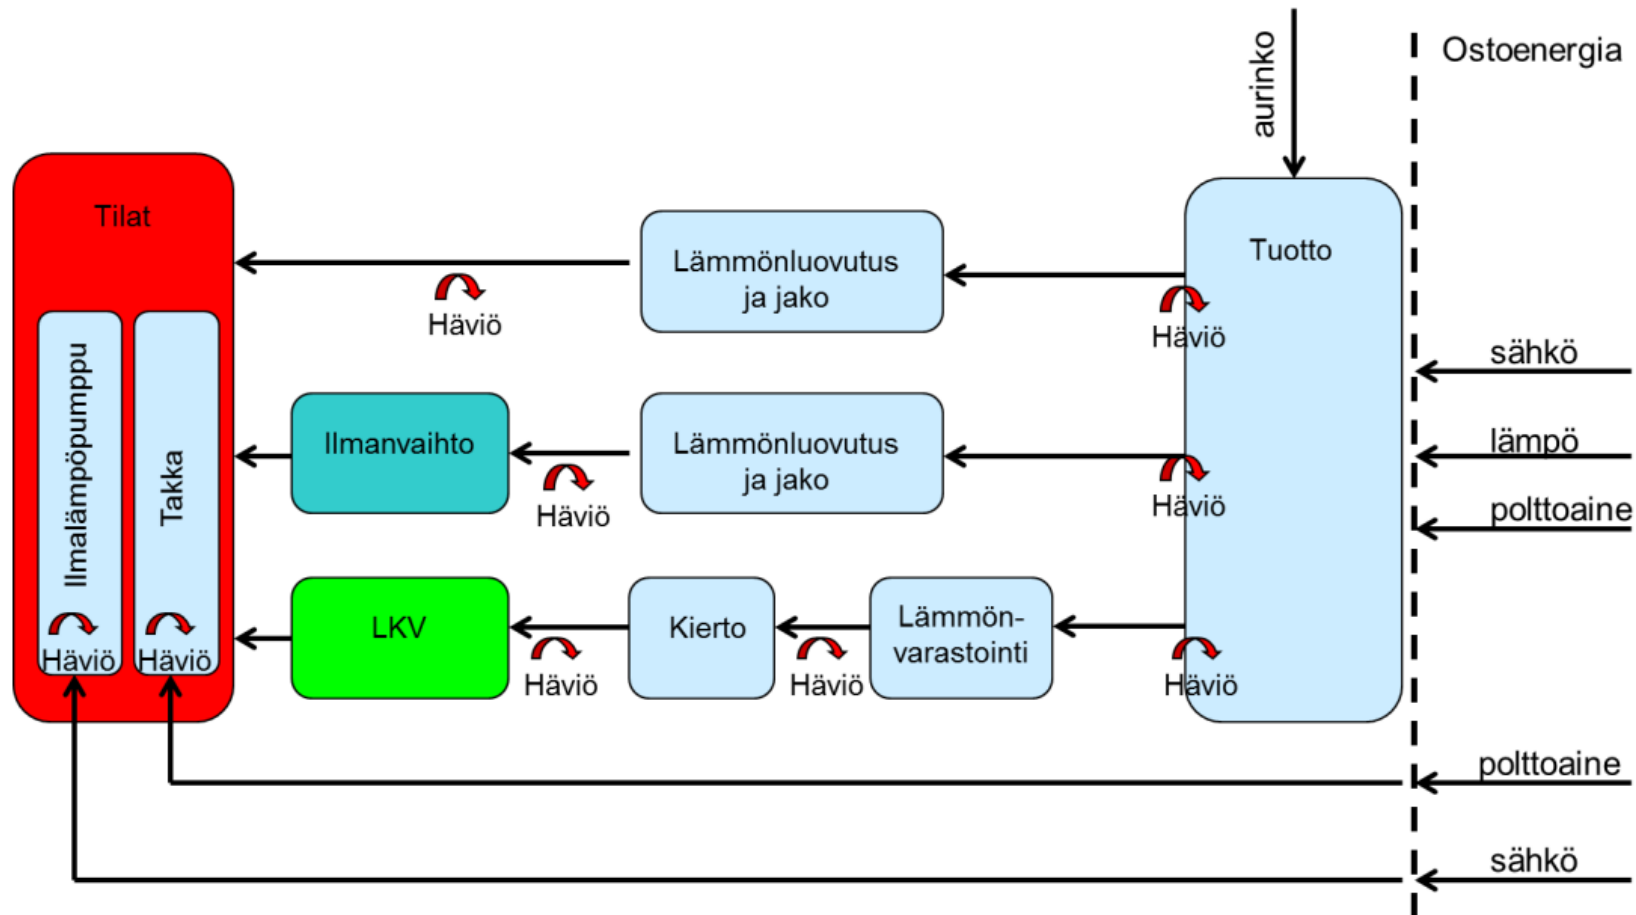 aurinko
Ostoenergia
Tilat
Lämmönluovutus
ja jako
Tuotto
Häviö
Häviö
sähkö
Ilmalämpöpumppu
Takka
Ilmanvaihto
Lämmönluovutus
ja jako
lämpö
Häviö
Häviö
polttoaine
LKV
Kierto
Lämmön-
varastointi
Häviö
Häviö
Häviö
Häviö
Häviö
polttoaine
sähkö